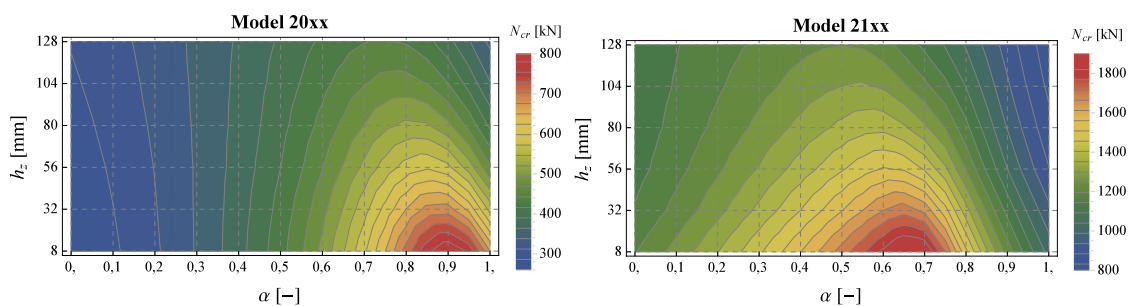 Model 20xx
N_cr [kN]
128
104
80
56
32
8
h_z [mm]
0, 0,1 0,2 0,3 0,4 0,5 0,6 0,7 0,8 0,9 1,
α [−]
800
700
600
500
400
300
Model 21xx
N_cr [kN]
128
104
80
56
32
8
h_z [mm]
0, 0,1 0,2 0,3 0,4 0,5 0,6 0,7 0,8 0,9 1,
α [−]
1800
1600
1400
1200
1000
800